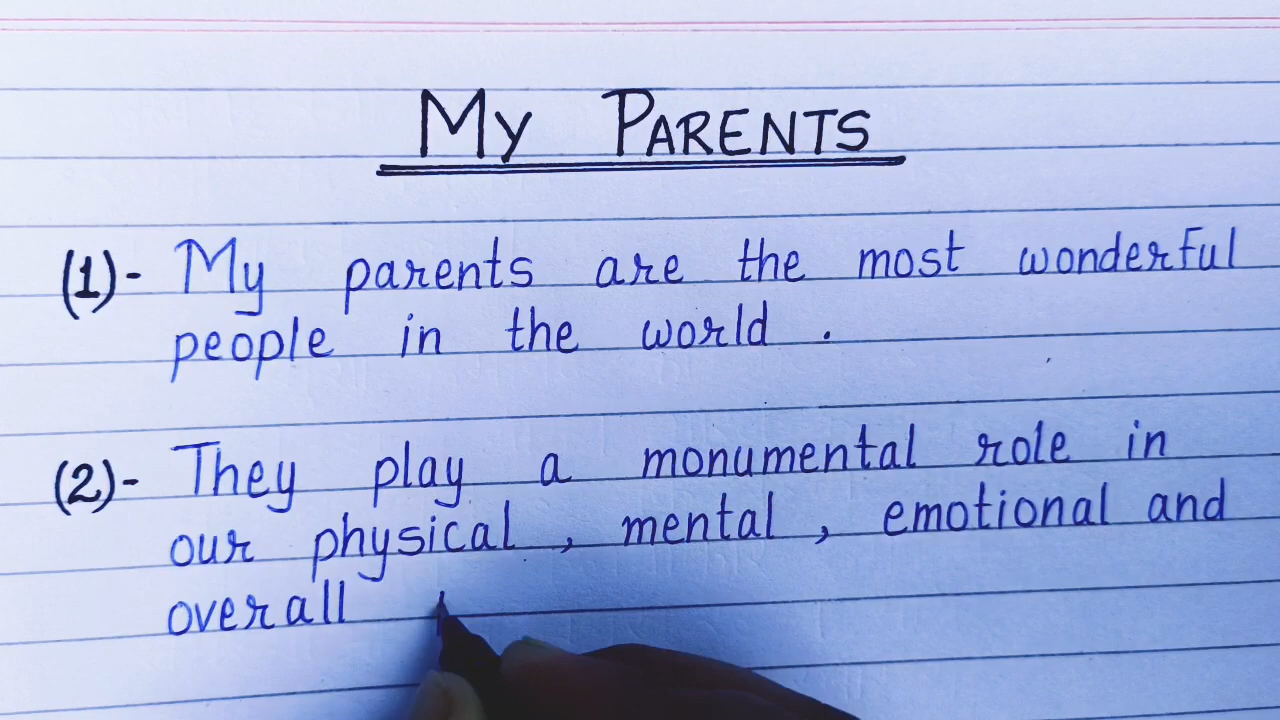 MY PARENTS
(1)- My parents are the most wonderful
people in the world .
(2)- They play a monumental role in
our physical , mental , emotional and
overall